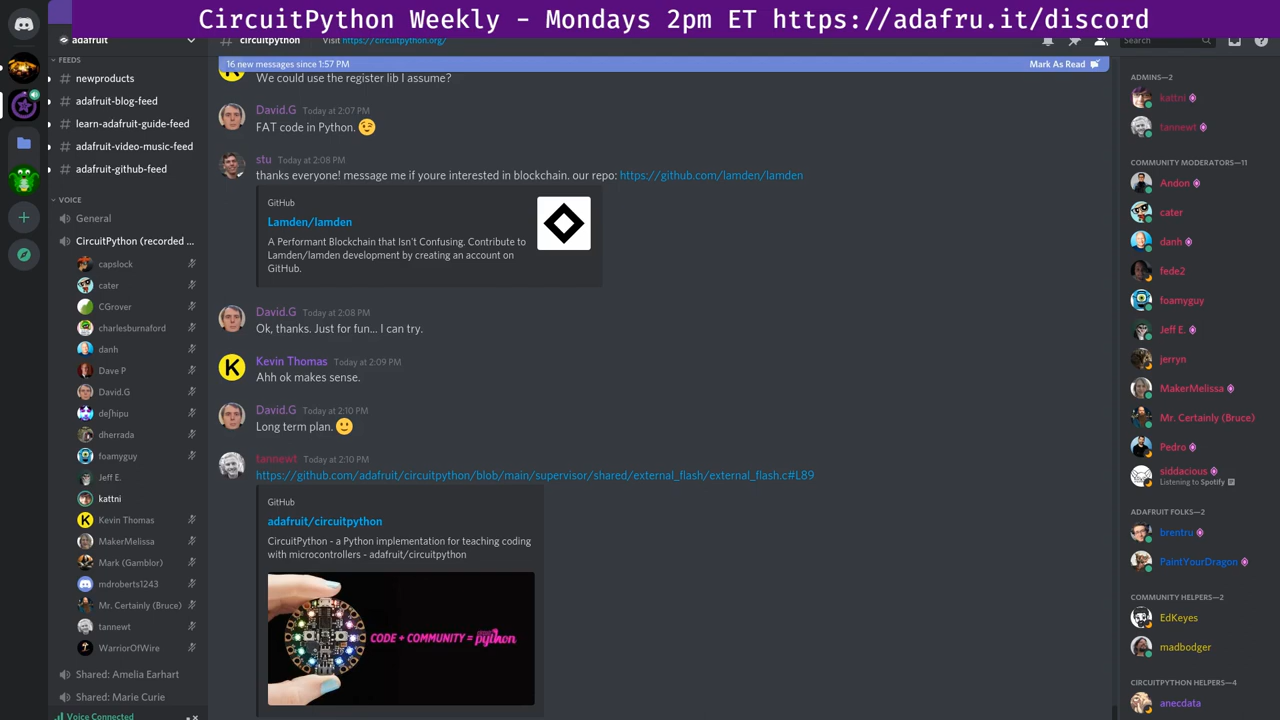 CircuitPython Weekly - Mondays 2pm ET https://adafru.it/discord
adafruit
circuitpython
Visit https://circuitpython.org/
Search
FEEDS
# newproducts
# adafruit-blog-feed
# learn-adafruit-guide-feed
# adafruit-video-music-feed
# adafruit-github-feed
VOICE
General
CircuitPython (recorded ...
capslock
cater
CGrover
charlesburnaford
danh
Dave P
David.G
deʃhipu
dherrada
foamyguy
Jeff E.
kattni
Kevin Thomas
MakerMelissa
Mark (Gamblor)
mdroberts1243
Mr. Certainly (Bruce)
tannewt
WarriorOfWire
Shared: Amelia Earhart
Shared: Marie Curie
Voice Connected
16 new messages since 1:57 PM
Mark As Read
We could use the register lib I assume?
David.G Today at 2:07 PM
FAT code in Python. 😉
stu Today at 2:08 PM
thanks everyone! message me if youre interested in blockchain. our repo: https://github.com/lamden/lamden
GitHub
Lamden/lamden
A Performant Blockchain that Isn't Confusing. Contribute to
Lamden/lamden development by creating an account on
GitHub.
David.G Today at 2:08 PM
Ok, thanks. Just for fun... I can try.
K
Kevin Thomas Today at 2:09 PM
Ahh ok makes sense.
David.G Today at 2:10 PM
Long term plan. 🙂
tannewt Today at 2:10 PM
https://github.com/adafruit/circuitpython/blob/main/supervisor/shared/external_flash/external_flash.c#L89
GitHub
adafruit/circuitpython
CircuitPython - a Python implementation for teaching coding
with microcontrollers - adafruit/circuitpython
CODE + COMMUNITY = python
ADMINS—2
kattni
tannewt
COMMUNITY MODERATORS—11
Andon
cater
danh
fede2
foamyguy
Jeff E.
jerryn
MakerMelissa
Mr. Certainly (Bruce)
Pedro
siddacious
Listening to Spotify
ADAFRUIT FOLKS—2
brentru
PaintYourDragon
COMMUNITY HELPERS—2
EdKeyes
madbodger
CIRCUITPYTHON HELPERS—4
anecdata